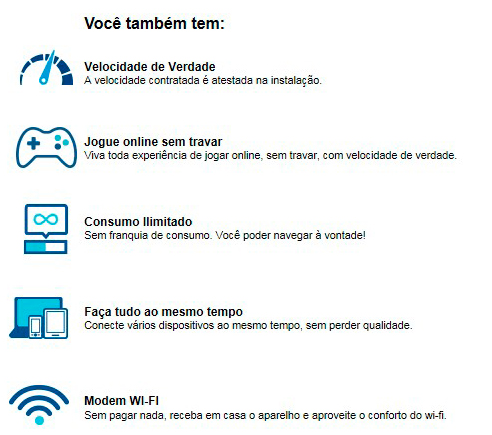 Você também tem:
Velocidade de Verdade
A velocidade contratada é atestada na instalação.
Jogue online sem travar
Viva toda experiência de jogar online, sem travar, com velocidade de verdade.
Consumo Ilimitado
Sem franquia de consumo. Você poder navegar à vontade!
Faça tudo ao mesmo tempo
Conecte vários dispositivos ao mesmo tempo, sem perder qualidade.
Modem WI-FI
Sem pagar nada, receba em casa o aparelho e aproveite o conforto do wi-fi.